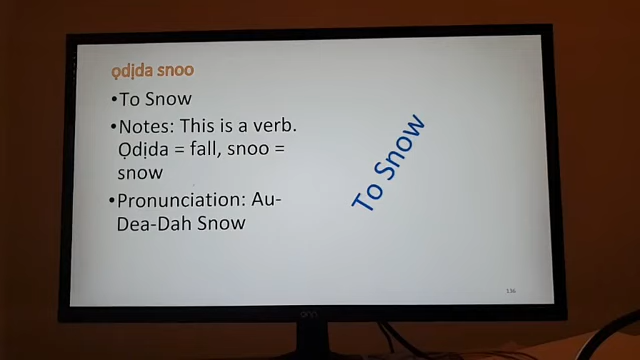 ọdịda snoo
•To Snow
•Notes: This is a verb.
Ọdịda = fall, snoo =
snow
•Pronunciation: Au-
Dea-Dah Snow
To Snow
136
onn